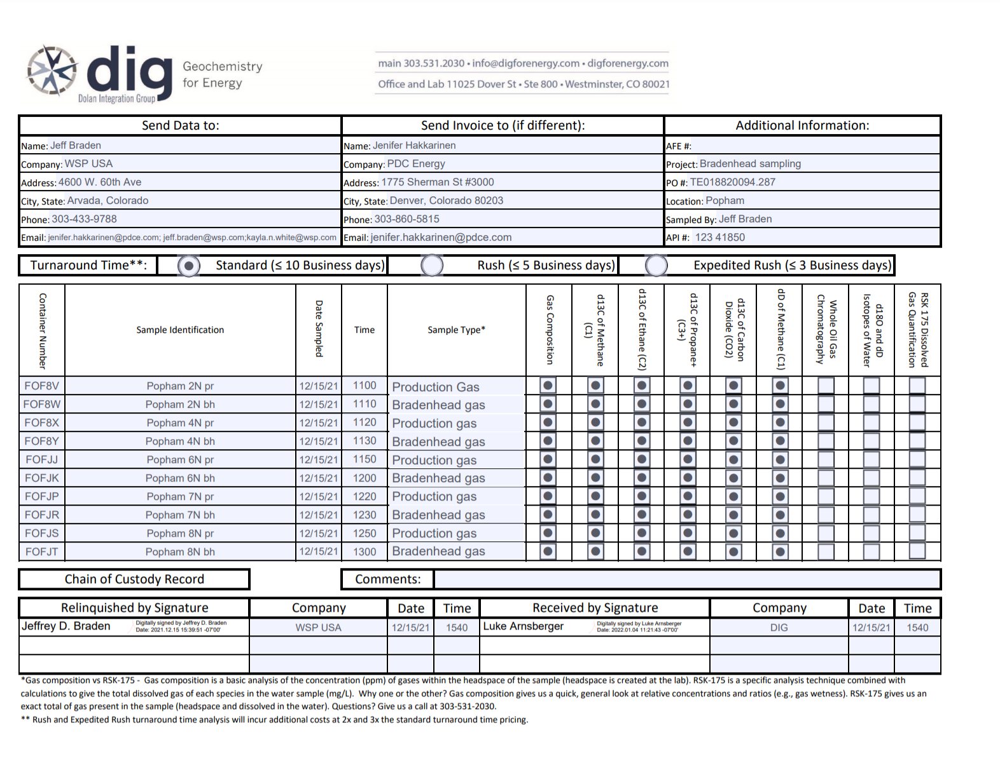 dig
Geochemistry
for Energy
Dolan Integration Group
main 303.531.2030 • info@digforenergy.com • digforenergy.com
Office and Lab 11025 Dover St • Ste 800 • Westminster, CO 80021
Send Data to: Send Invoice to (if different): Additional Information:
Name: Jeff Braden Name: Jenifer Hakkarinen AFE #:
Company: WSP USA Company: PDC Energy Project: Bradenhead sampling
Address: 4600 W. 60th Ave Address: 1775 Sherman St #3000 PO #: TE018820094.287
City, State: Arvada, Colorado City, State: Denver, Colorado 80203 Location: Popham
Phone: 303-433-9788 Phone: 303-860-5815 Sampled By: Jeff Braden
Email: jenifer.hakkarinen@pdce.com; jeff.braden@wsp.com;kayla.n.white@wsp.com Email: jenifer.hakkarinen@pdce.com API #: 123 41850
Turnaround Time**: Standard (≤ 10 Business days) Rush (≤ 5 Business days) Expedited Rush (≤ 3 Business days)
Container Number
Sample Identification
Date Sampled
Time
Sample Type*
Gas Composition
d13C of Methane
(C1)
d13C of Ethane (C2)
d13C of Propane+
(C3+)
d13C of Carbon
Dioxide (CO2)
dD of Methane (C1)
Whole Oil Gas
Chromatography
d18O and dD
Isotopes of Water
RSK 175 Dissolved
Gas Quantification
FOF8V Popham 2N pr 12/15/21 1100 Production Gas
FOF8W Popham 2N bh 12/15/21 1110 Bradenhead gas
FOF8X Popham 4N pr 12/15/21 1120 Production gas
FOF8Y Popham 4N bh 12/15/21 1130 Bradenhead gas
FOFJJ Popham 6N pr 12/15/21 1150 Production gas
FOFJK Popham 6N bh 12/15/21 1200 Bradenhead gas
FOFJP Popham 7N pr 12/15/21 1220 Production gas
FOFJR Popham 7N bh 12/15/21 1230 Bradenhead gas
FOFJS Popham 8N pr 12/15/21 1250 Production gas
FOFJT Popham 8N bh 12/15/21 1300 Bradenhead gas
Chain of Custody Record Comments:
Relinquished by Signature Company Date Time Received by Signature Company Date Time
Jeffrey D. Braden Digitally signed by Jeffrey D. Braden WSP USA 12/15/21 1540 Luke Arnsberger Digitally signed by Luke Arnsberger DIG 12/15/21 1540
Date: 2021.12.15 15:39:51 -07'00' Date: 2022.01.04 11:21:43 -07'00'
*Gas composition vs RSK-175 - Gas composition is a basic analysis of the concentration (ppm) of gases within the headspace of the sample (headspace is created at the lab). RSK-175 is a specific analysis technique combined with
calculations to give the total dissolved gas of each species in the water sample (mg/L). Why one or the other? Gas composition gives us a quick, general look at relative concentrations and ratios (e.g., gas wetness). RSK-175 gives us an
exact total of gas present in the sample (headspace and dissolved in the water). Questions? Give us a call at 303-531-2030.
** Rush and Expedited Rush turnaround time analysis will incur additional costs at 2x and 3x the standard turnaround time pricing.